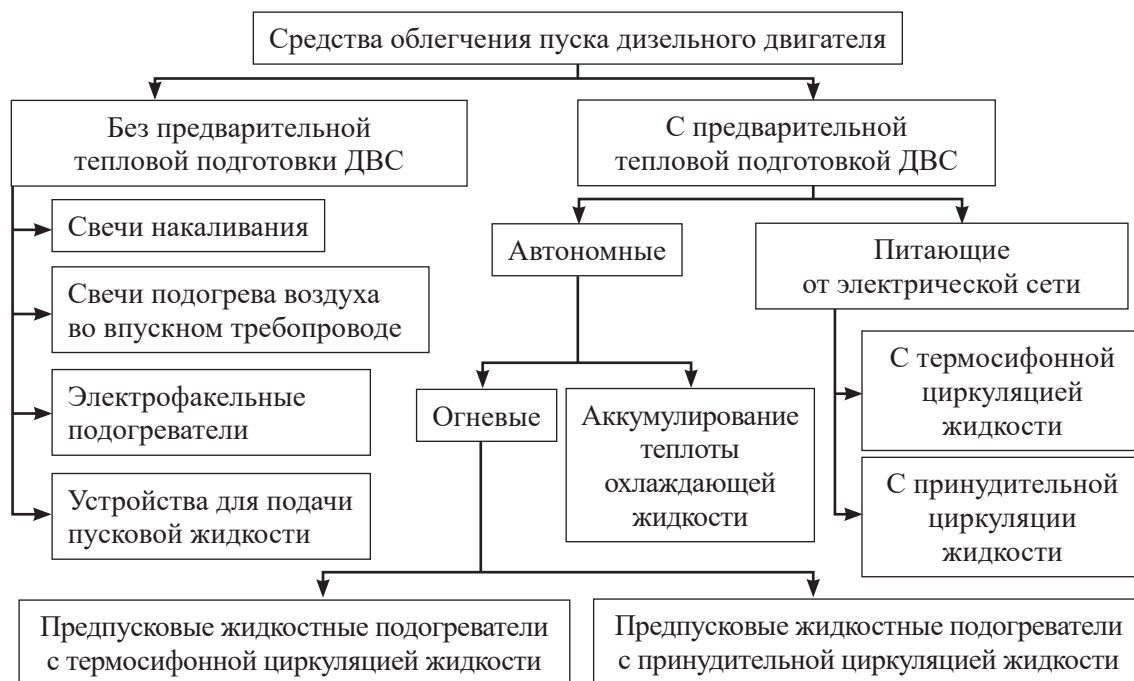 Средства облегчения пуска дизельного двигателя
Без предварительной
тепловой подготовки ДВС
С предварительной
тепловой подготовкой ДВС
Свечи накаливания
Свечи подогрева воздуха
во впускном требопроводе
Электрофакельные
подогреватели
Устройства для подачи
пусковой жидкости
Автономные
Питающие
от электрической сети
Огневые
Аккумулирование
теплоты
охлаждающей
жидкости
С термосифонной
циркуляцией
жидкости
С принудительной
циркуляции
жидкости
Предпусковые жидкостные подогреватели
с термосифонной циркуляцией жидкости
Предпусковые жидкостные подогреватели
с принудительной циркуляцией жидкости